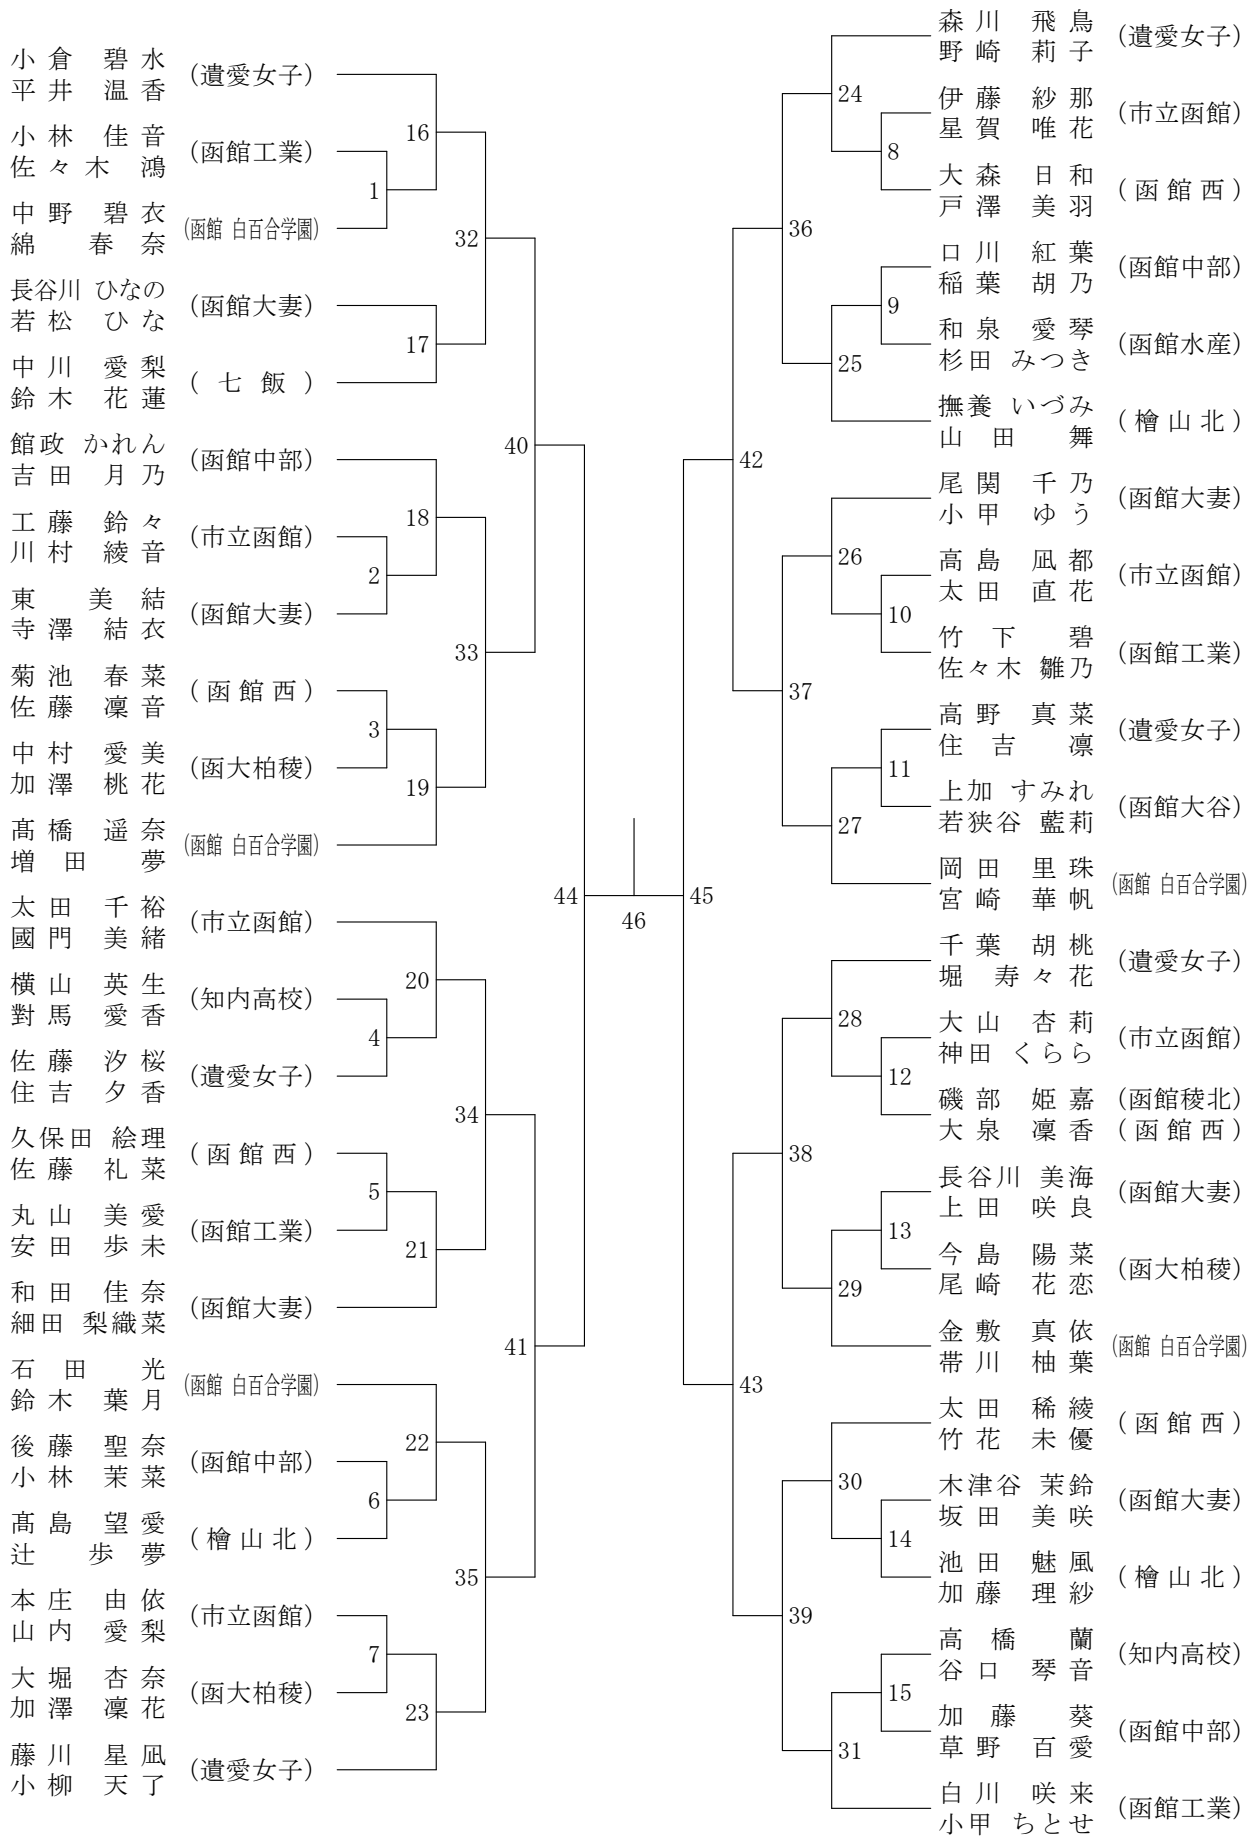 小倉 碧水
平井 温香
(遺愛女子)
小林 佳音
佐々木 鴻
(函館工業)
中野 碧衣
綿 春奈
(函館 白百合学園)
長谷川 ひなの
若松 ひな
(函館大妻)
中川 愛梨
鈴木 花蓮
(七飯)
館政 かれん
吉田 月乃
(函館中部)
工藤 鈴々
川村 綾音
(市立函館)
東 美結
寺澤 結衣
(函館大妻)
菊池 春菜
佐藤 凜音
(函館西)
中村 愛美
加澤 桃花
(函大柏稜)
髙橋 遥奈
増田 夢
(函館 白百合学園)
太田 千裕
國門 美緒
(市立函館)
横山 英生
對馬 愛香
(知内高校)
佐藤 汐桜
住吉 夕香
(遺愛女子)
久保田 絵理
佐藤 礼菜
(函館西)
丸山 美愛
安田 歩未
(函館工業)
和田 佳奈
細田 梨織菜
(函館大妻)
石田 光
鈴木 葉月
(函館 白百合学園)
後藤 聖奈
小林 茉菜
(函館中部)
髙島 望愛
辻 歩夢
(檜山北)
本庄 由依
山内 愛梨
(市立函館)
大堀 杏奈
加澤 凜花
(函大柏稜)
藤川 星凪
小柳 天了
(遺愛女子)
16
1
32
17
40
18
2
33
3
19
44
20
4
34
5
21
41
22
6
35
7
23
46
45
24
8
36
9
25
42
26
10
37
11
27
28
12
38
13
29
43
30
14
39
15
31
森川 飛鳥
野崎 莉子
(遺愛女子)
伊藤 紗那
星賀 唯花
(市立函館)
大森 日和
戸澤 美羽
(函館西)
口川 紅葉
稲葉 胡乃
(函館中部)
和泉 愛琴
杉田 みつき
(函館水産)
撫養 いづみ
山田 舞
(檜山北)
尾関 千乃
小甲 ゆう
(函館大妻)
高島 凪都
太田 直花
(市立函館)
竹下 碧
佐々木 雛乃
(函館工業)
高野 真菜
住吉 凛
(遺愛女子)
上加 すみれ
若狭谷 藍莉
(函館大谷)
岡田 里珠
宮崎 華帆
(函館 白百合学園)
千葉 胡桃
堀 寿々花
(遺愛女子)
大山 杏莉
神田 くらら
(市立函館)
磯部 姫嘉 (函館稜北)
大泉 凜香 (函館西)
長谷川 美海
上田 咲良
(函館大妻)
今島 陽菜
尾崎 花恋
(函大柏稜)
金敷 真依
帯川 柚葉
(函館 白百合学園)
太田 稀綾
竹花 未優
(函館西)
木津谷 茉鈴
坂田 美咲
(函館大妻)
池田 魅風
加藤 理紗
(檜山北)
高橋 蘭
谷口 琴音
(知内高校)
加藤 葵
草野 百愛
(函館中部)
白川 咲来
小甲 ちとせ
(函館工業)